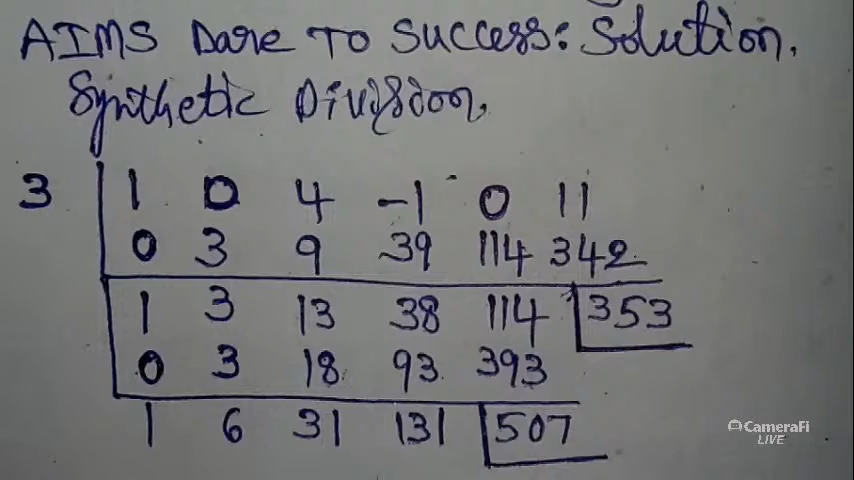 AIMS Dare To Success: Solution.
Synthetic Division.
3 1 0 4 -1 0 11
0 3 9 39 114 342
1 3 13 38 114 353
0 3 18 93 393
1 6 31 131 507
CameraFi
LIVE